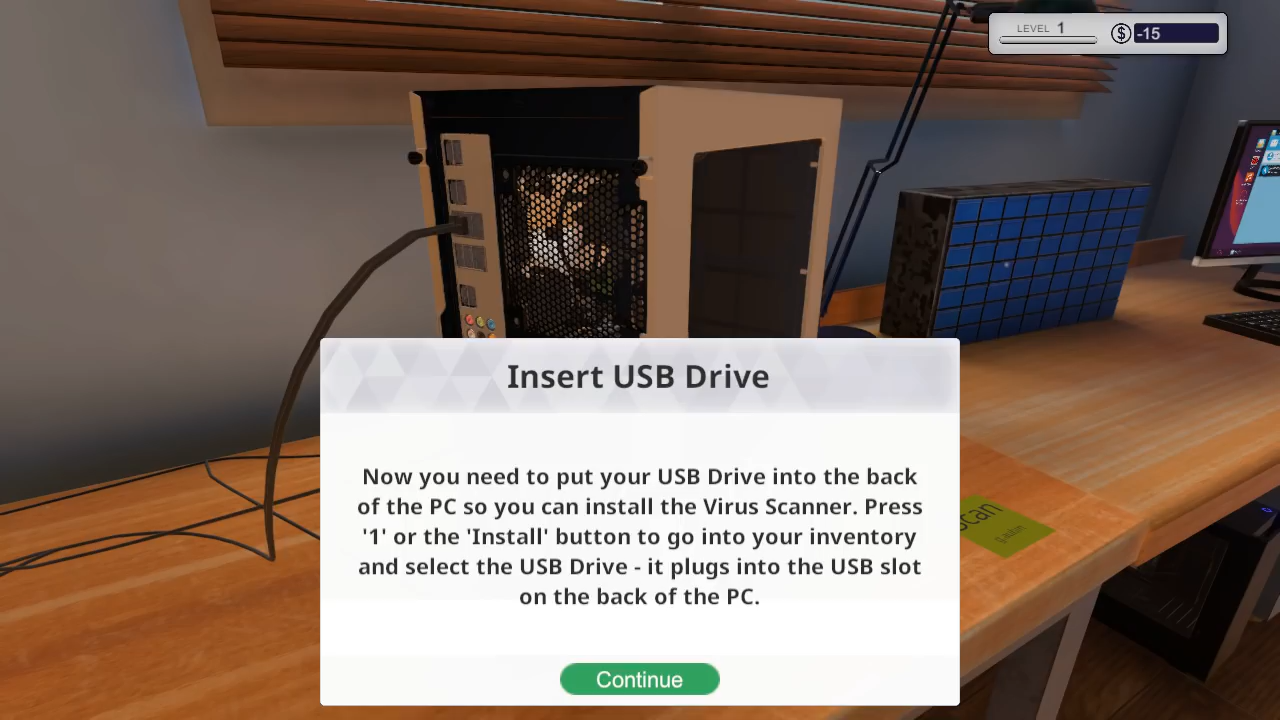 LEVEL 1
$ -15
Insert USB Drive
Now you need to put your USB Drive into the back
of the PC so you can install the Virus Scanner. Press
'1' or the 'Install' button to go into your inventory
and select the USB Drive - it plugs into the USB slot
on the back of the PC.
Continue